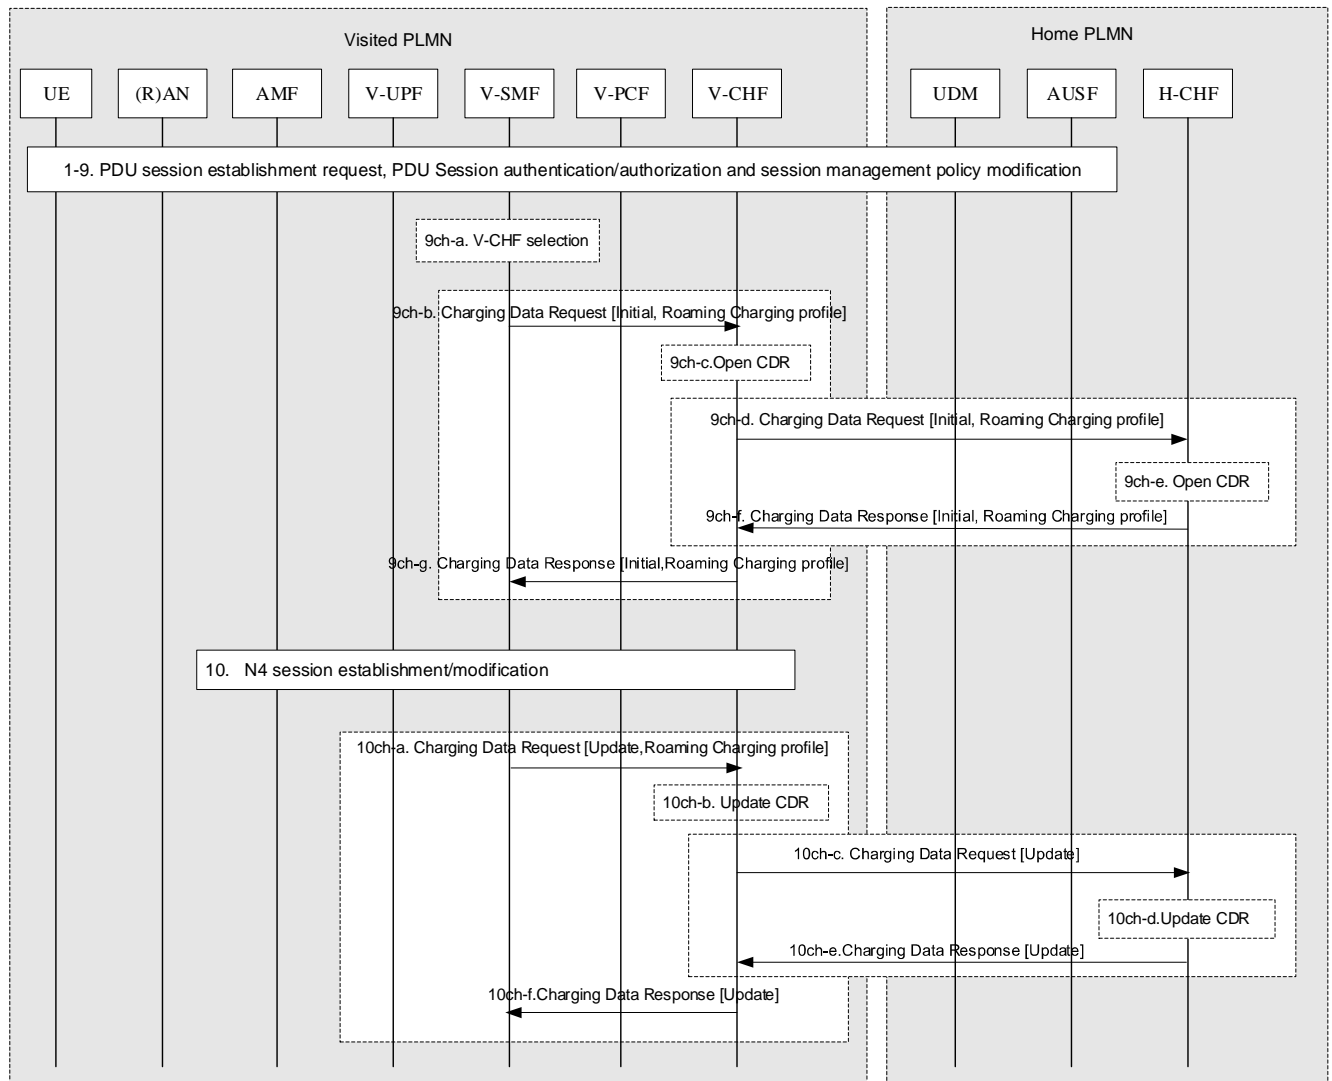 Visited PLMN
Home PLMN
UE
(R)AN
AMF
V-UPF
V-SMF
V-PCF
V-CHF
UDM
AUSF
H-CHF
1-9. PDU session establishment request, PDU Session authentication/authorization and session management policy modification
9ch-a. V-CHF selection
9ch-b. Charging Data Request [Initial, Roaming Charging profile]
9ch-c.Open CDR
9ch-d. Charging Data Request [Initial, Roaming Charging profile]
9ch-e. Open CDR
9ch-f. Charging Data Response [Initial, Roaming Charging profile]
9ch-g. Charging Data Response [Initial,Roaming Charging profile]
10. N4 session establishment/modification
10ch-a. Charging Data Request [Update,Roaming Charging profile]
10ch-b. Update CDR
10ch-c. Charging Data Request [Update]
10ch-d.Update CDR
10ch-e.Charging Data Response [Update]
10ch-f.Charging Data Response [Update]